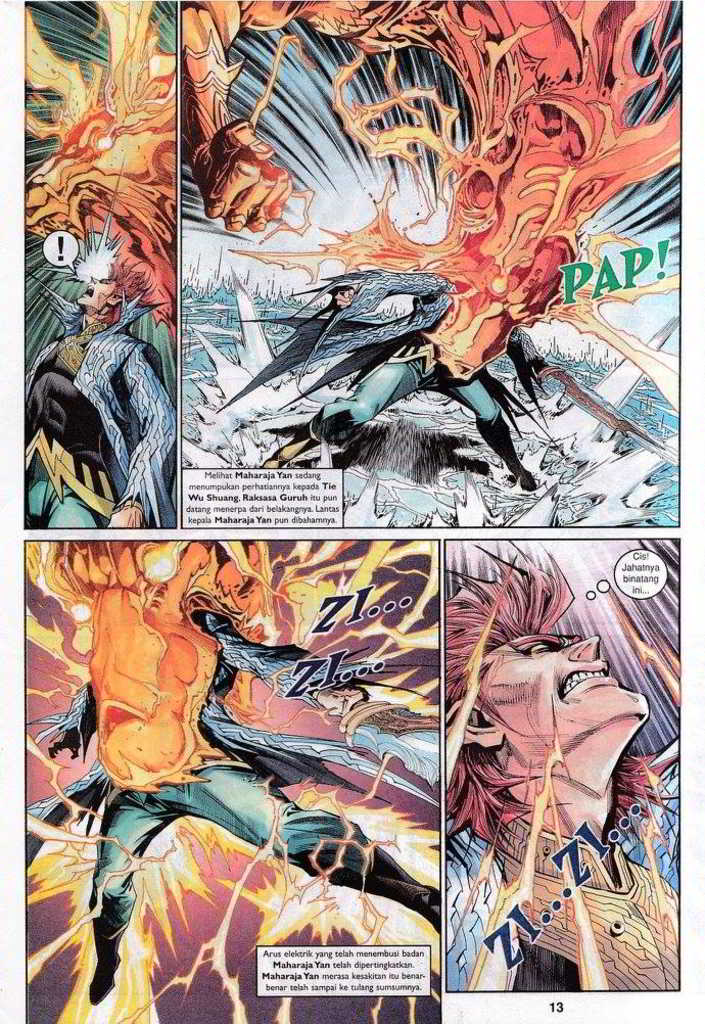 !
PAP!
Melihat Maharaja Yan sedang
menumpukan perhatiannya kepada Tie
Wu Shuang, Raksasa Guruh itu pun
datang menerpa dari belakangnya. Lantas
kepala Maharaja Yan pun dibahamnya.
ZI...
ZI...
Arus elektrik yang telah menembusi badan
Maharaja Yan telah dipertingkatan.
Maharaja Yan merasa kesakitan itu benar-
benar telah sampai ke tulang sumsumnya.
Cis!
Jahatnya
binatang
ini...
ZI...ZI...
13